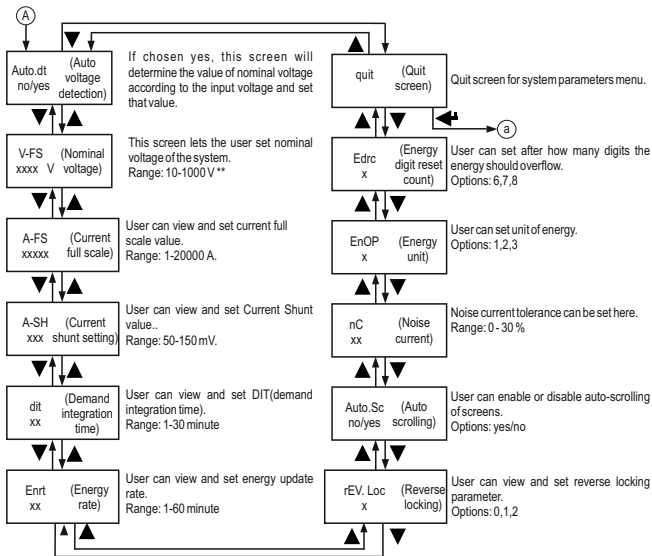 A
Auto.dt (Auto
no/yes voltage
detection)
If chosen yes, this screen will
determine the value of nominal voltage
according to the input voltage and set
that value.
V-FS (Nominal
xxxx V voltage)
This screen lets the user set nominal
voltage of the system.
Range: 10-1000 V **
A-FS (Current
xxxxx full scale)
User can view and set current full
scale value.
Range: 1-20000 A.
A-SH (Current
xxx shunt setting)
User can view and set Current Shunt
value..
Range: 50-150 mV.
dit (Demand
xx integration
time)
User can view and set DIT(demand
integration time).
Range: 1-30 minute
Enrt (Energy
xx rate)
User can view and set energy update
rate.
Range: 1-60 minute
quit (Quit
screen)
Quit screen for system parameters menu.
a
Edrc (Energy
x digit reset
count)
User can set after how many digits the
energy should overflow.
Options: 6,7,8
EnOP (Energy
x unit)
User can set unit of energy.
Options: 1,2,3
nC (Noise
xx current)
Noise current tolerance can be set here.
Range: 0 - 30 %
Auto.Sc (Auto
no/yes scrolling)
User can enable or disable auto-scrolling
of screens.
Options: yes/no
rEV. Loc (Reverse
x locking)
User can view and set reverse locking
parameter.
Options: 0,1,2